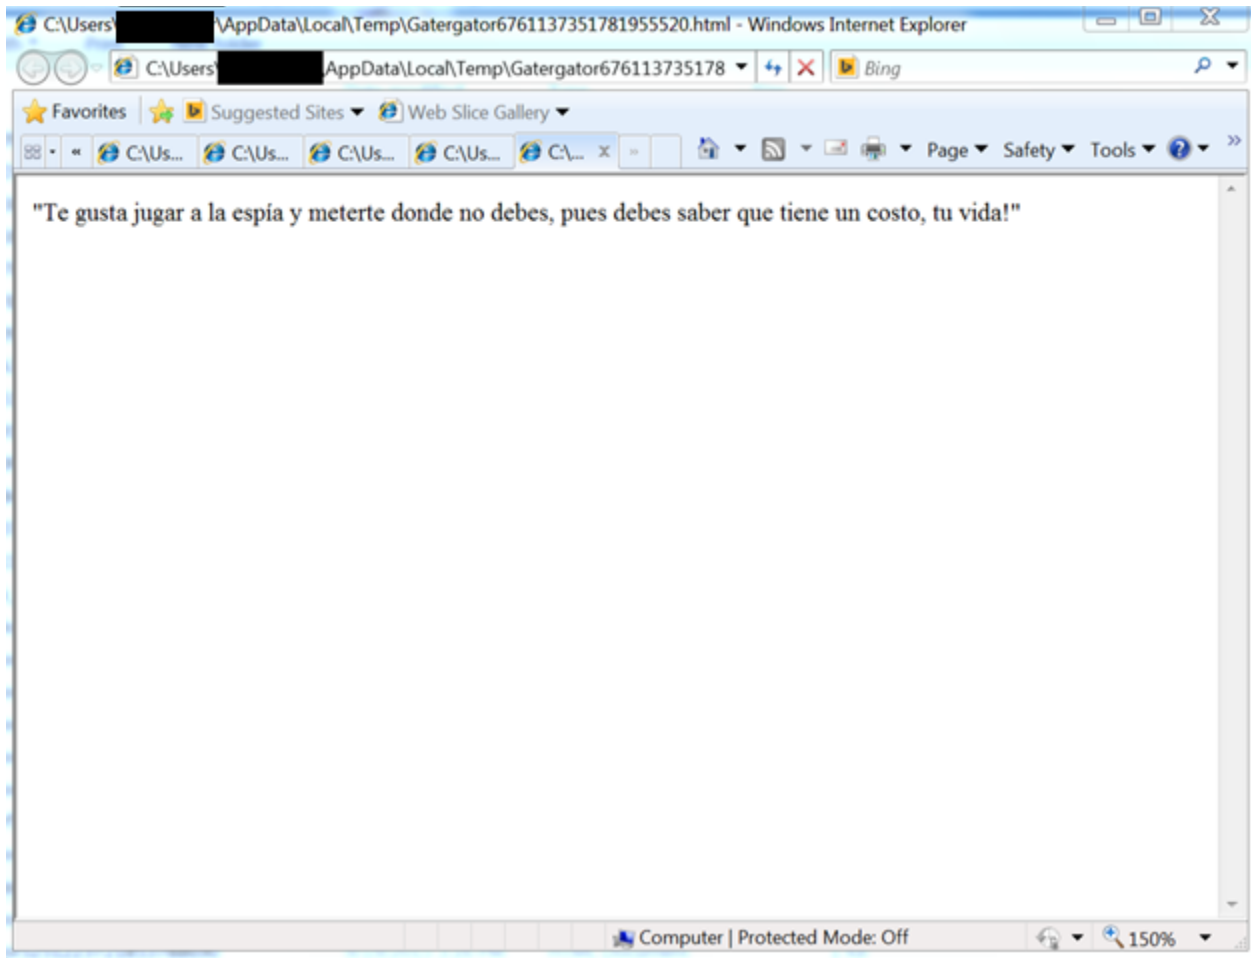 C:\Users\ \AppData\Local\Temp\Gatergator6761137351781955520.html - Windows Internet Explorer
C:\Users\ AppData\Local\Temp\Gatergator676113735178 Bing
Favorites Suggested Sites Web Slice Gallery
C:\Us... C:\Us... C:\Us... C:\Us... C:\... x Page Safety Tools
"Te gusta jugar a la espía y meterte donde no debes, pues debes saber que tiene un costo, tu vida!"
Computer | Protected Mode: Off 150%